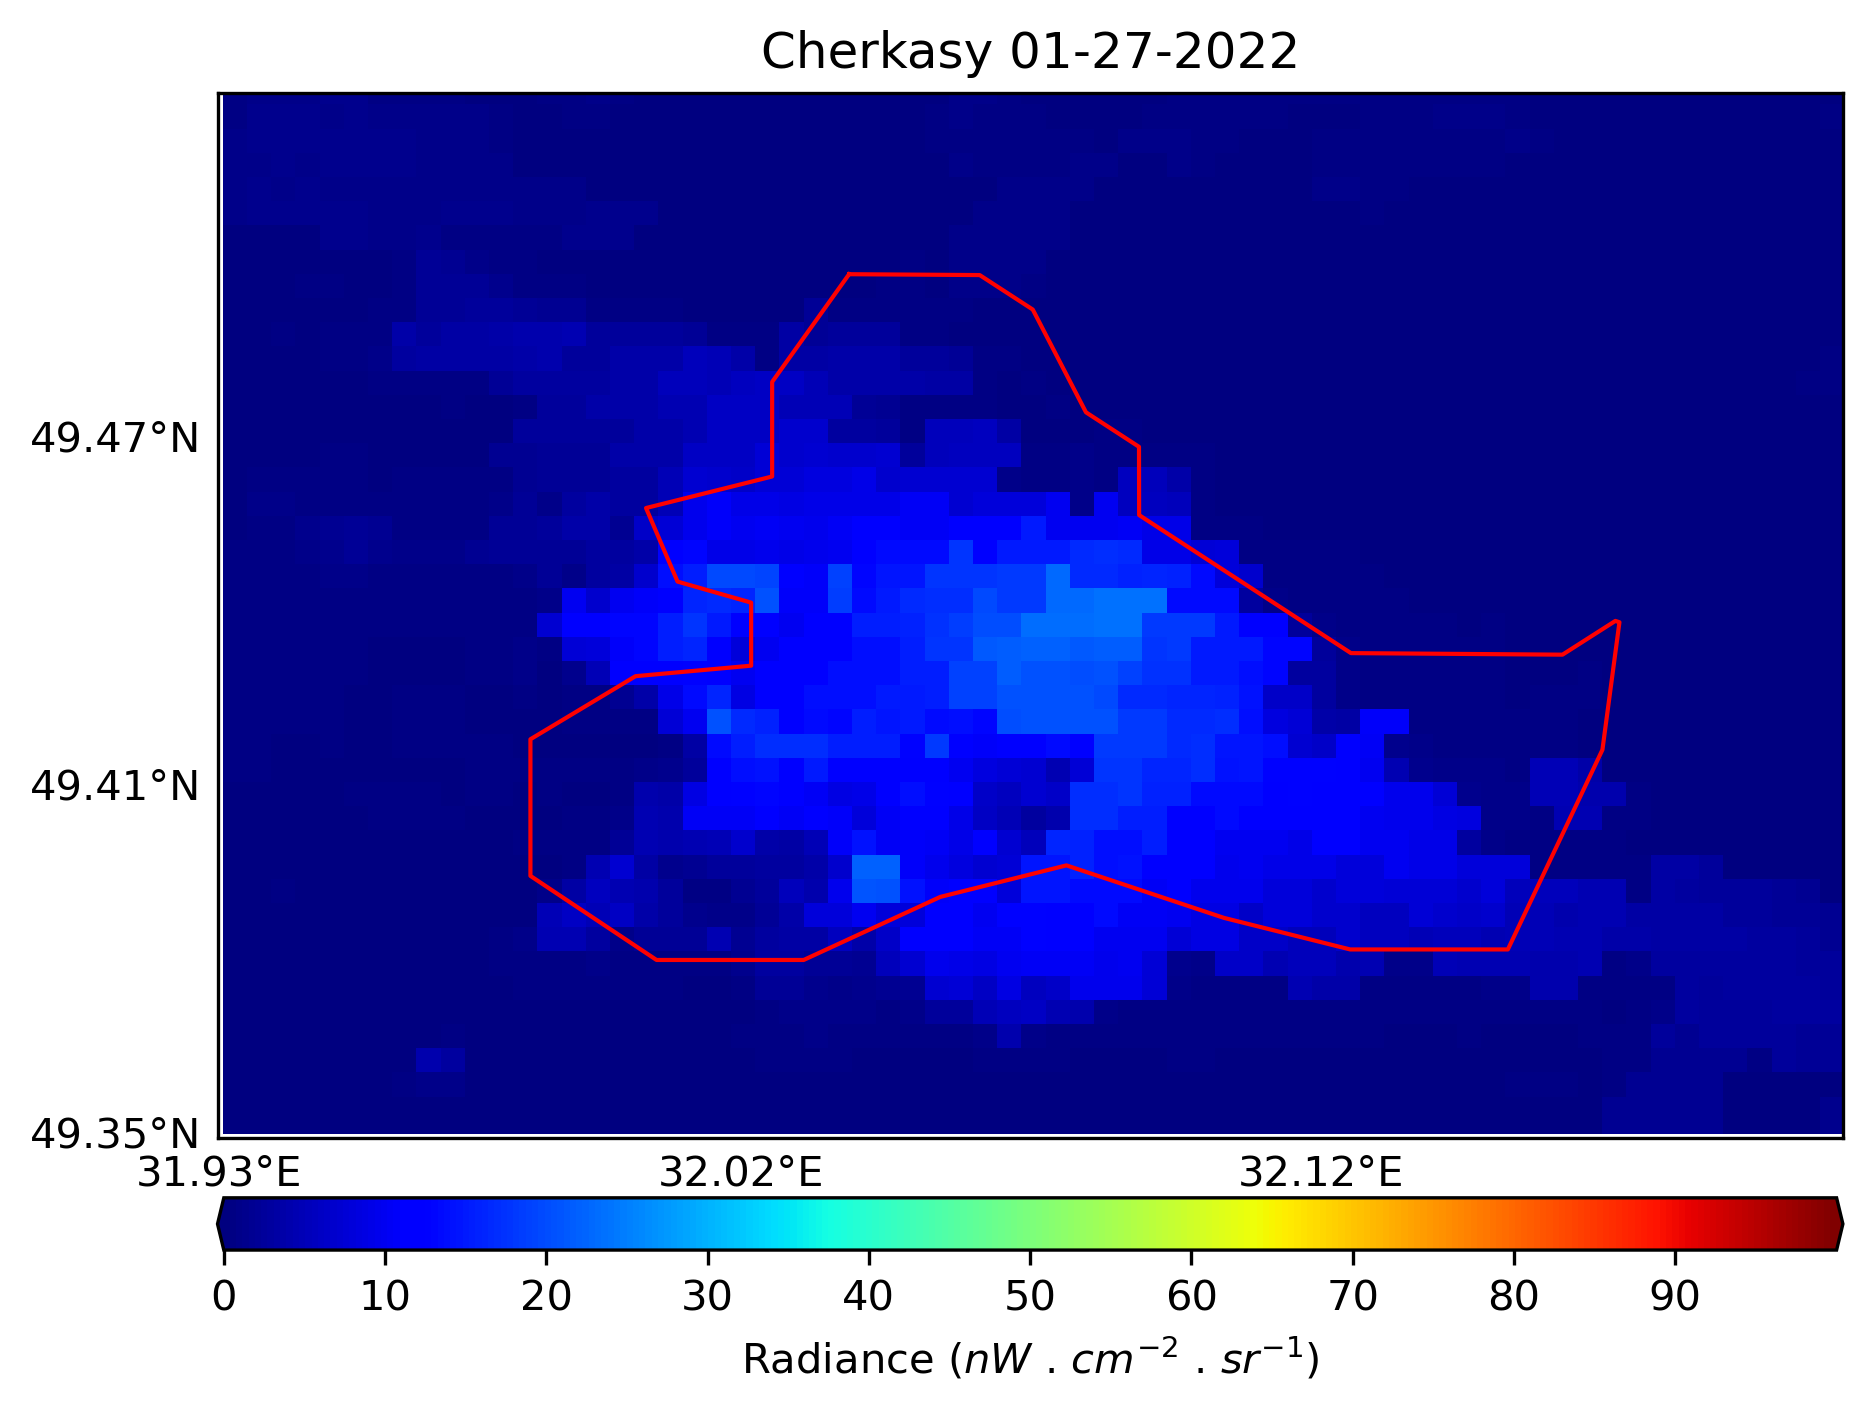 Cherkasy 01-27-2022
49.47°N
49.41°N
49.35°N
31.93°E 32.02°E 32.12°E
0 10 20 30 40 50 60 70 80 90
Radiance (nW . cm⁻² . sr⁻¹)